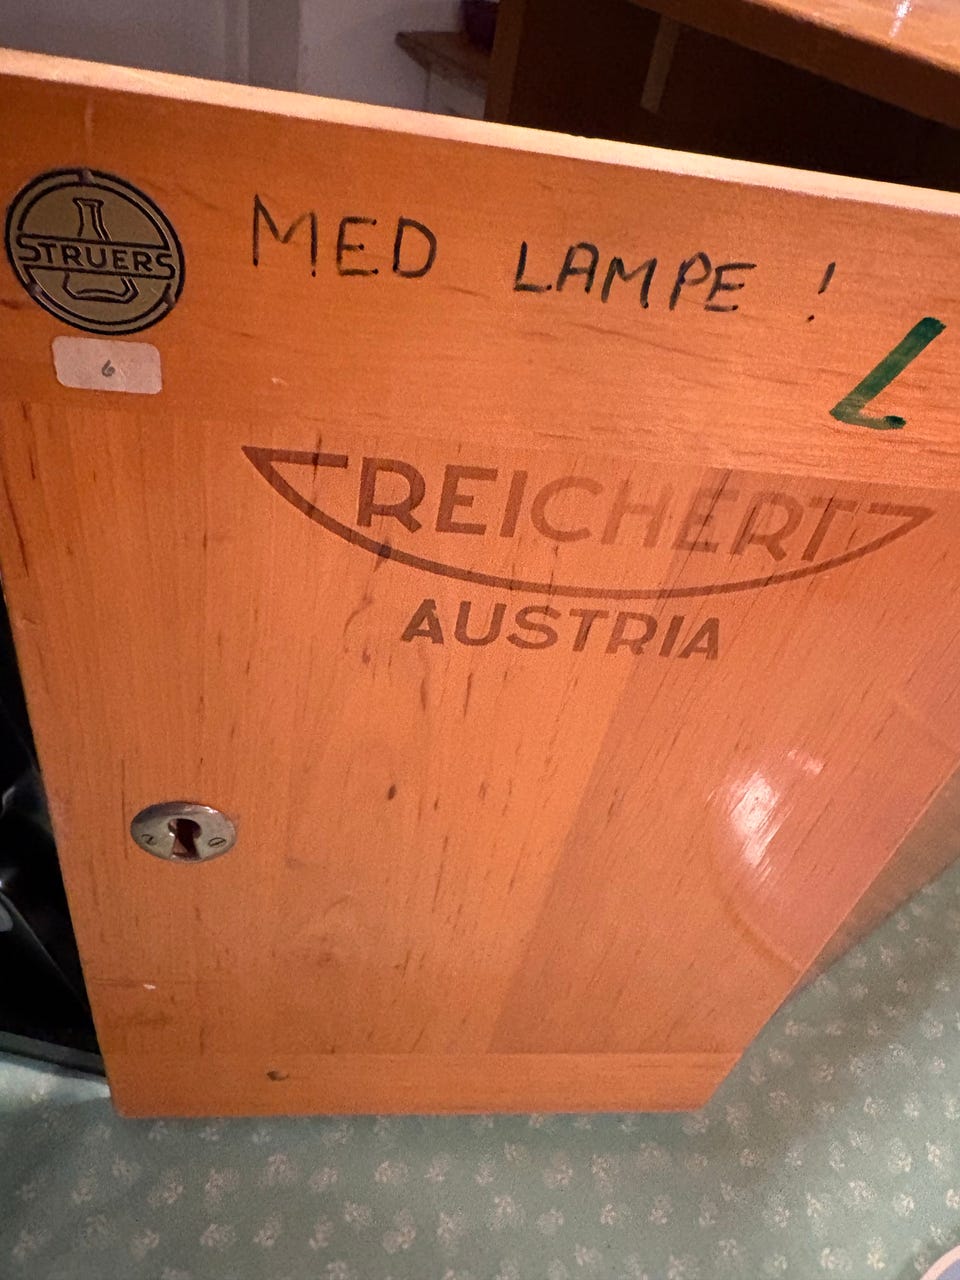 STRUERS
MED LAMPE !
6
L
REICHERT
AUSTRIA